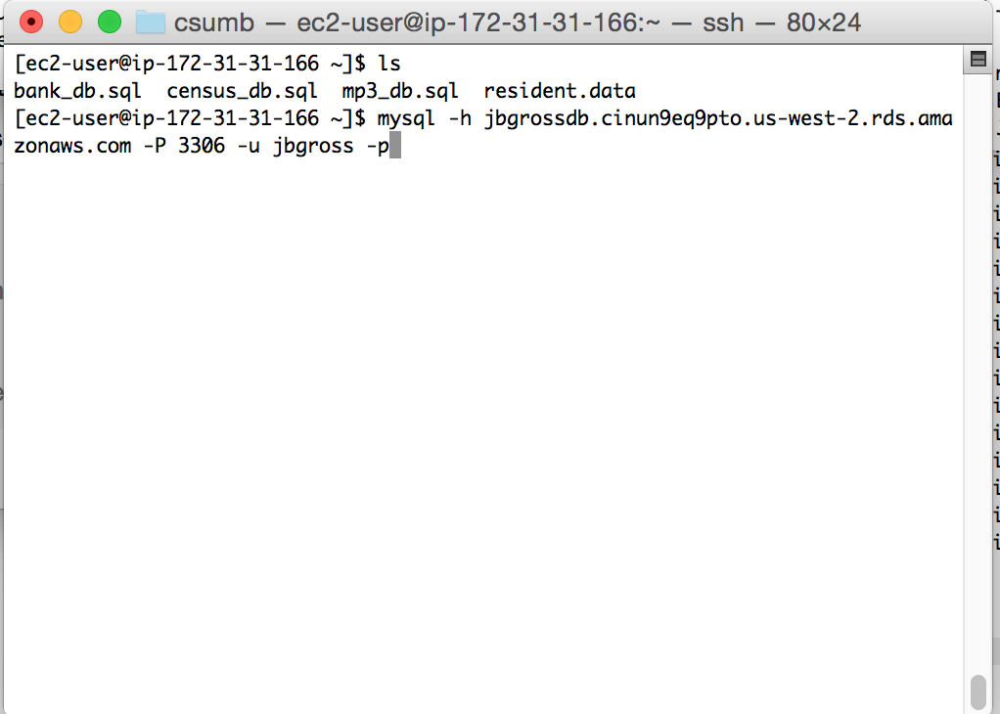 csumb — ec2-user@ip-172-31-31-166:~ — ssh — 80×24
[ec2-user@ip-172-31-31-166 ~]$ ls
bank_db.sql  census_db.sql  mp3_db.sql  resident.data
[ec2-user@ip-172-31-31-166 ~]$ mysql -h jbgrossdb.cinun9eq9pto.us-west-2.rds.ama
zonaws.com -P 3306 -u jbgross -p